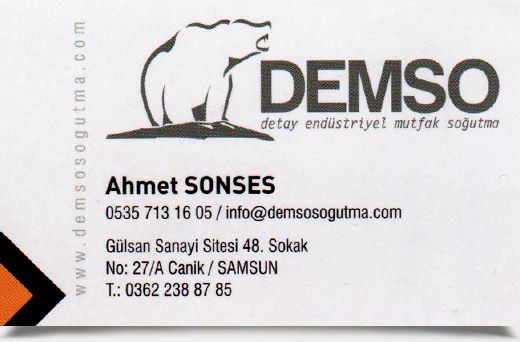 www.demsosogutma.com
DEMSO
detay endüstriyel mutfak soğutma
Ahmet SONSES
0535 713 16 05 / info@demsosogutma.com
Gülsan Sanayi Sitesi 48. Sokak
No: 27/A Canik / SAMSUN
T.: 0362 238 87 85